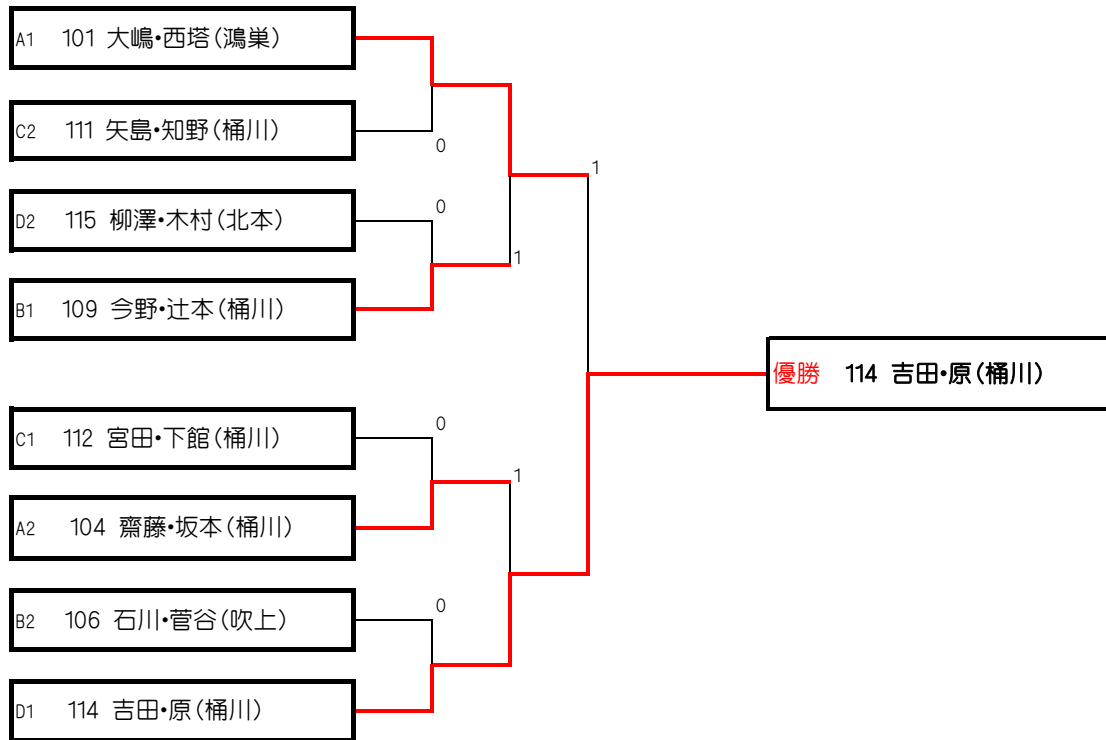 A1 101 大嶋・西塔(鴻巣)
C2 111 矢島・知野(桶川)
0
1
D2 115 柳澤・木村(北本)
0
1
B1 109 今野・辻本(桶川)
優勝 114 吉田・原(桶川)
C1 112 宮田・下館(桶川)
0
1
A2 104 齋藤・坂本(桶川)
B2 106 石川・菅谷(吹上)
0
D1 114 吉田・原(桶川)